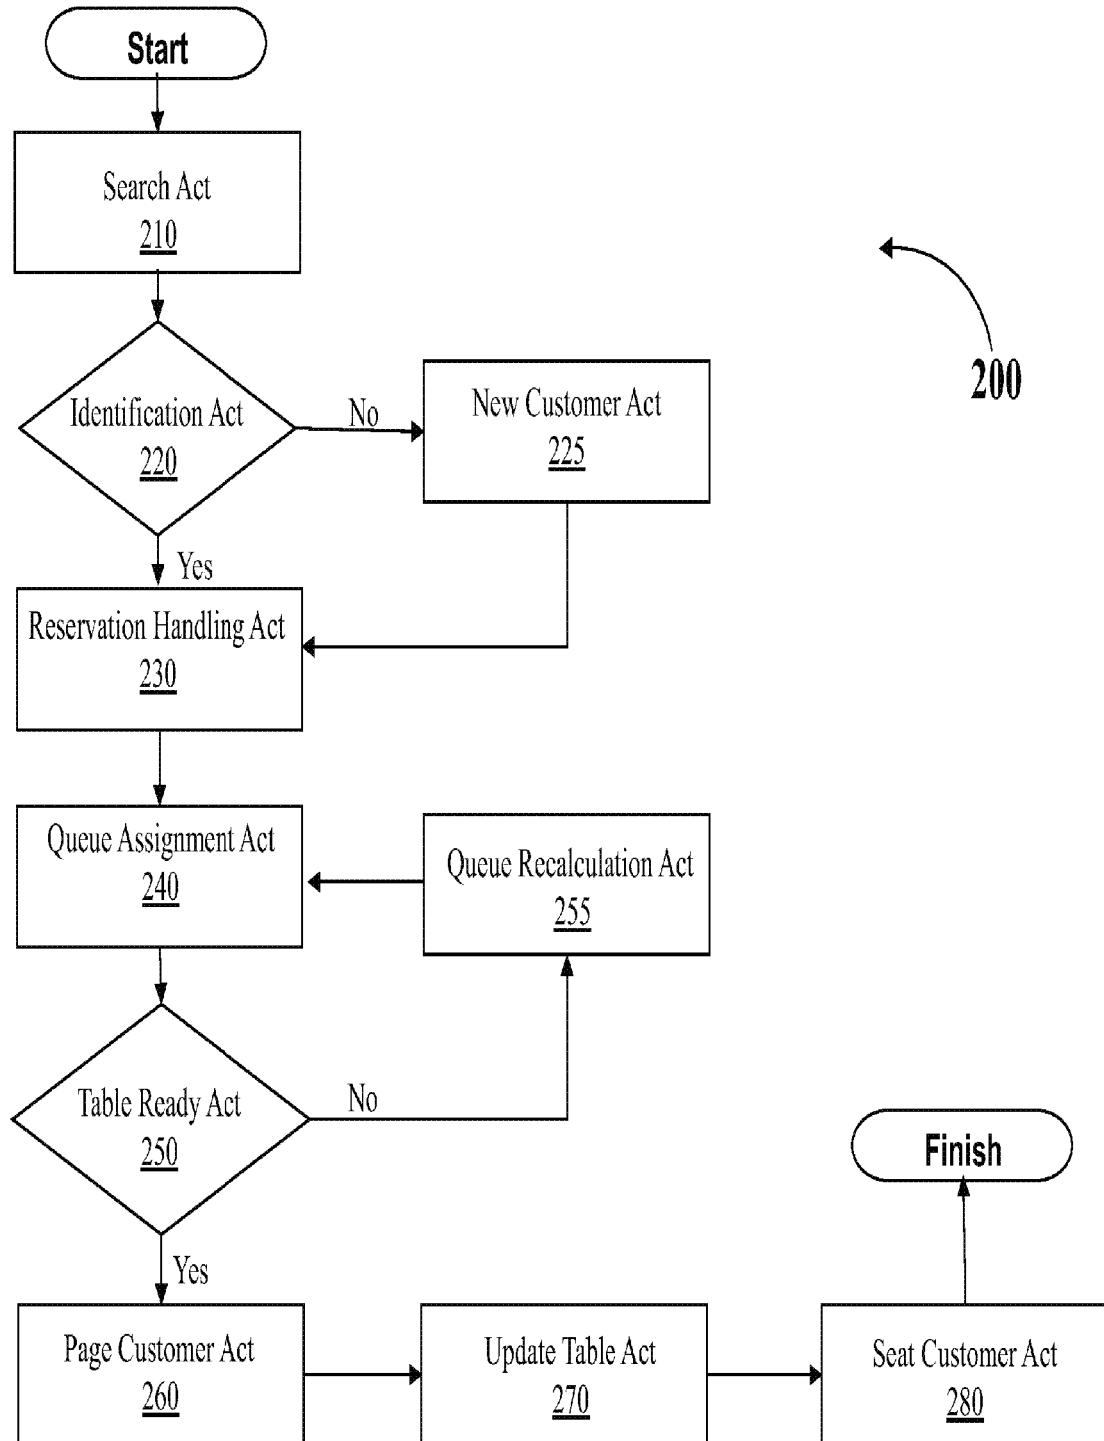 Start
Search Act
210
200
Identification Act
220
No
New Customer Act
225
Yes
Reservation Handling Act
230
Queue Assignment Act
240
Queue Recalculation Act
255
Table Ready Act
250
No
Finish
Yes
Page Customer Act
260
Update Table Act
270
Seat Customer Act
280